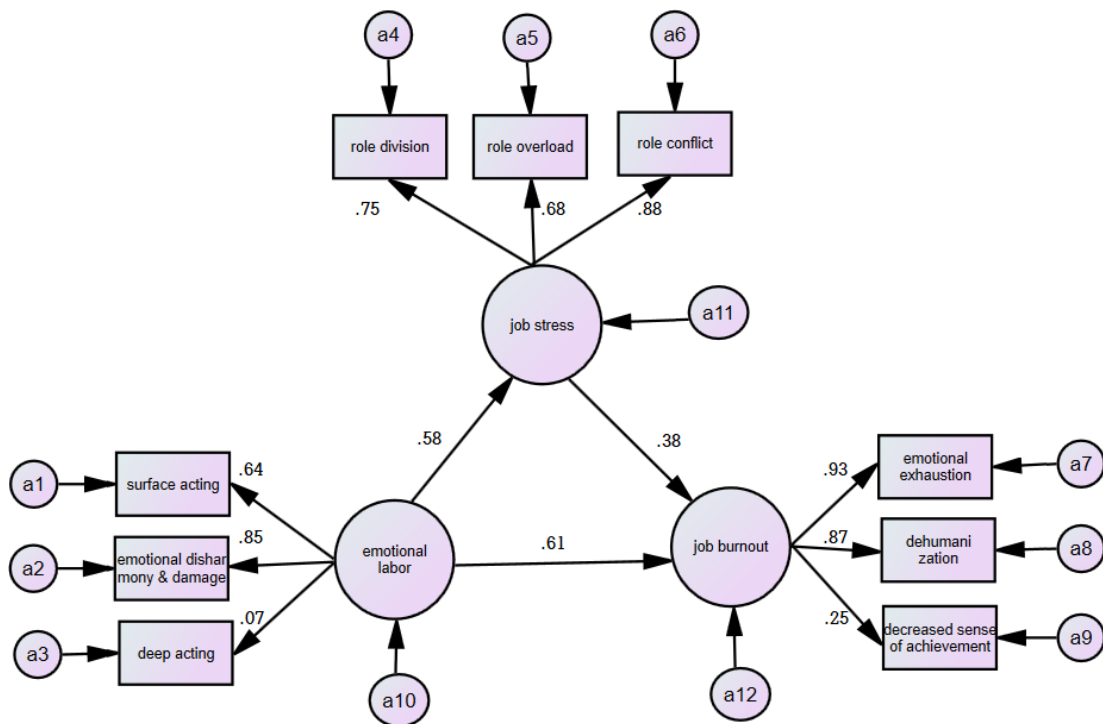 a4
a5
a6
role division
role overload
role conflict
.75
.68
.88
job stress
a11
.58
.38
a1
surface acting
.64
a2
emotional dishar
mony & damage
.85
a3
deep acting
.07
emotional
labor
.61
job burnout
.93
emotional
exhaustion
a7
.87
dehumani
zation
a8
.25
decreased sense
of achievement
a9
a10
a12